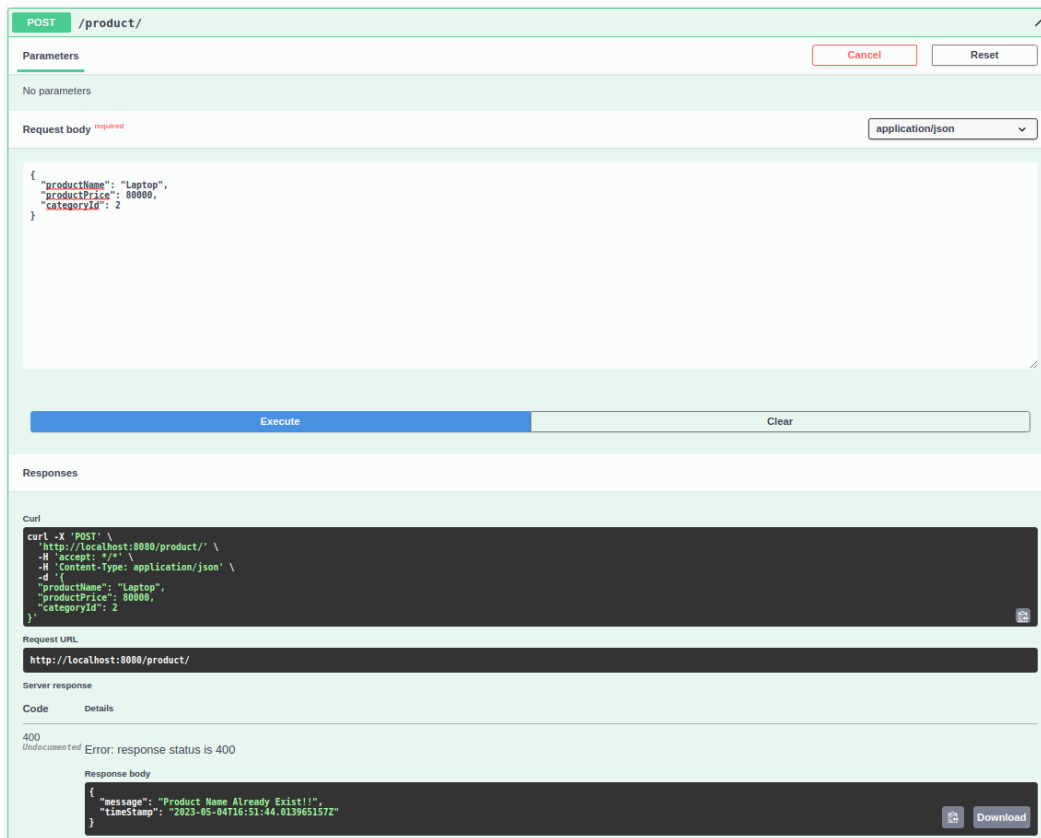 POST /product/
Parameters
Cancel
Reset
No parameters
Request body required
application/json
{
"productName": "Laptop",
"productPrice": 80000,
"categoryId": 2
}
Execute
Clear
Responses
Curl
curl -X 'POST' \
'http://localhost:8080/product/' \
-H 'accept: */*' \
-H 'Content-Type: application/json' \
-d '{
"productName": "Laptop",
"productPrice": 80000,
"categoryId": 2
}'
Request URL
http://localhost:8080/product/
Server response
Code Details
400
Undocumented
Error: response status is 400
Response body
{
"message": "Product Name Already Exist!!",
"timeStamp": "2023-05-04T16:51:44.013965157Z"
}
Download